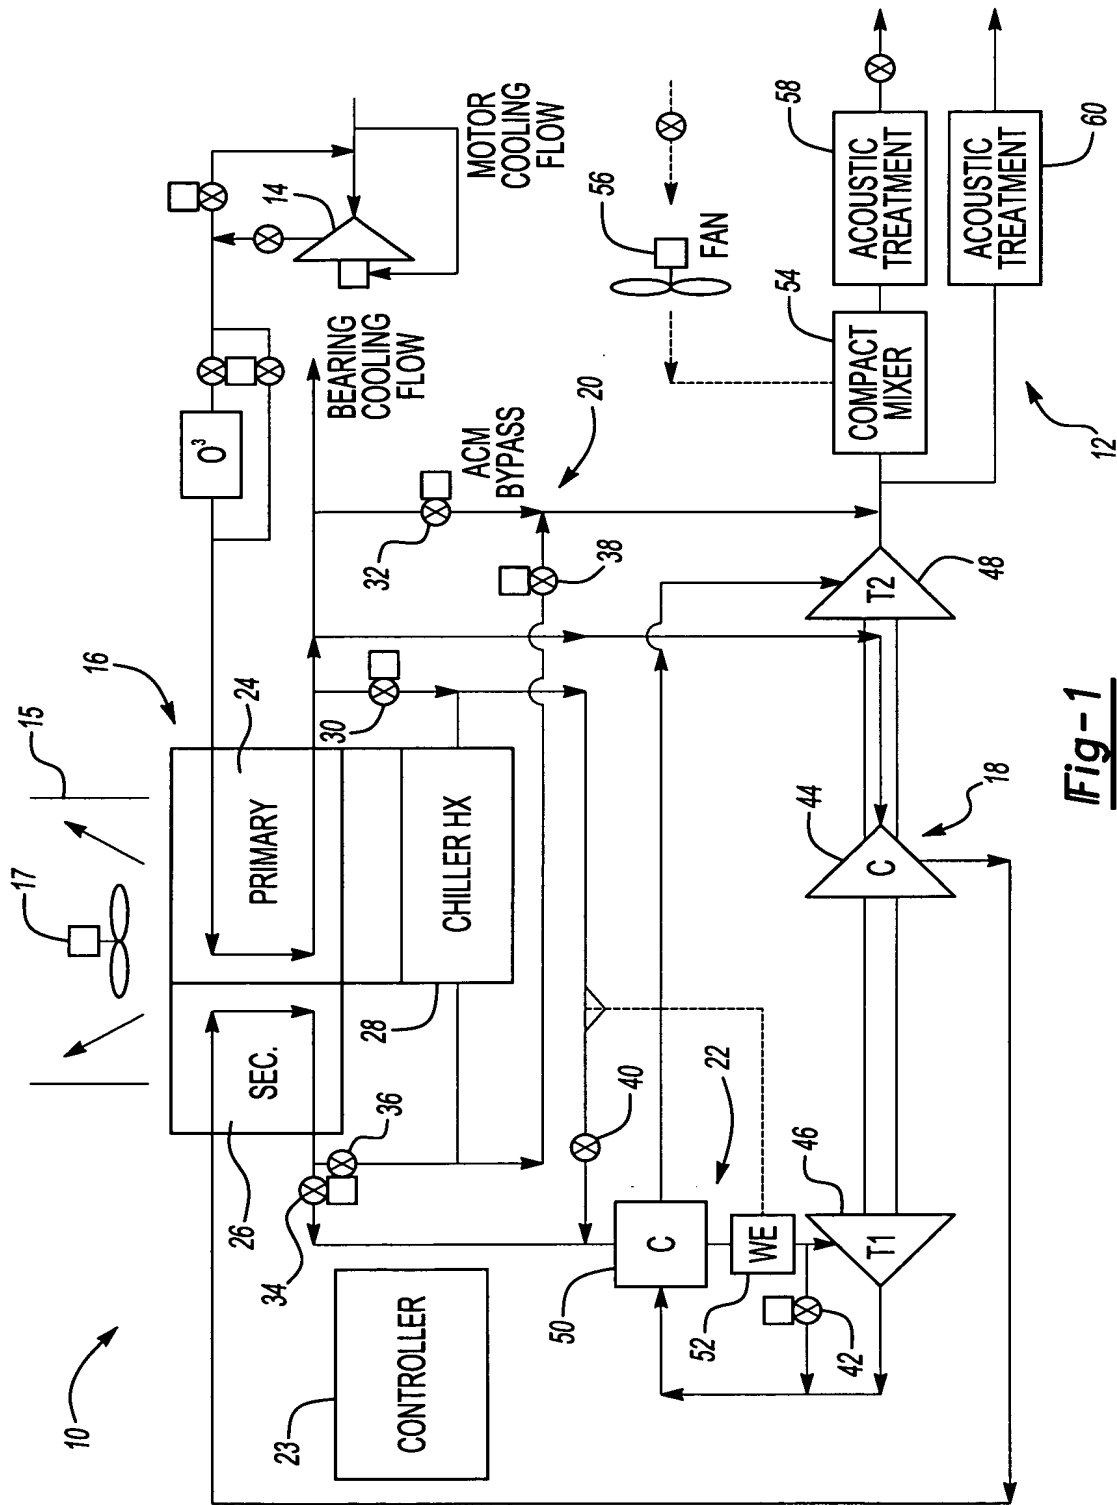 10
12
14
15
16
17
18
20
22
23
24
26
28
30
32
34
36
38
40
42
44
46
48
50
52
54
56
58
60
CONTROLLER
SEC.
PRIMARY
CHILLER HX
O³
BEARING
COOLING
FLOW
MOTOR
COOLING
FLOW
ACM
BYPASS
FAN
C
WE
T1
C
T2
COMPACT
MIXER
ACOUSTIC
TREATMENT
ACOUSTIC
TREATMENT
Fig-1